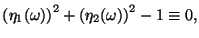 (η₁(ω))² + (η₂(ω))² − 1 ≡ 0,